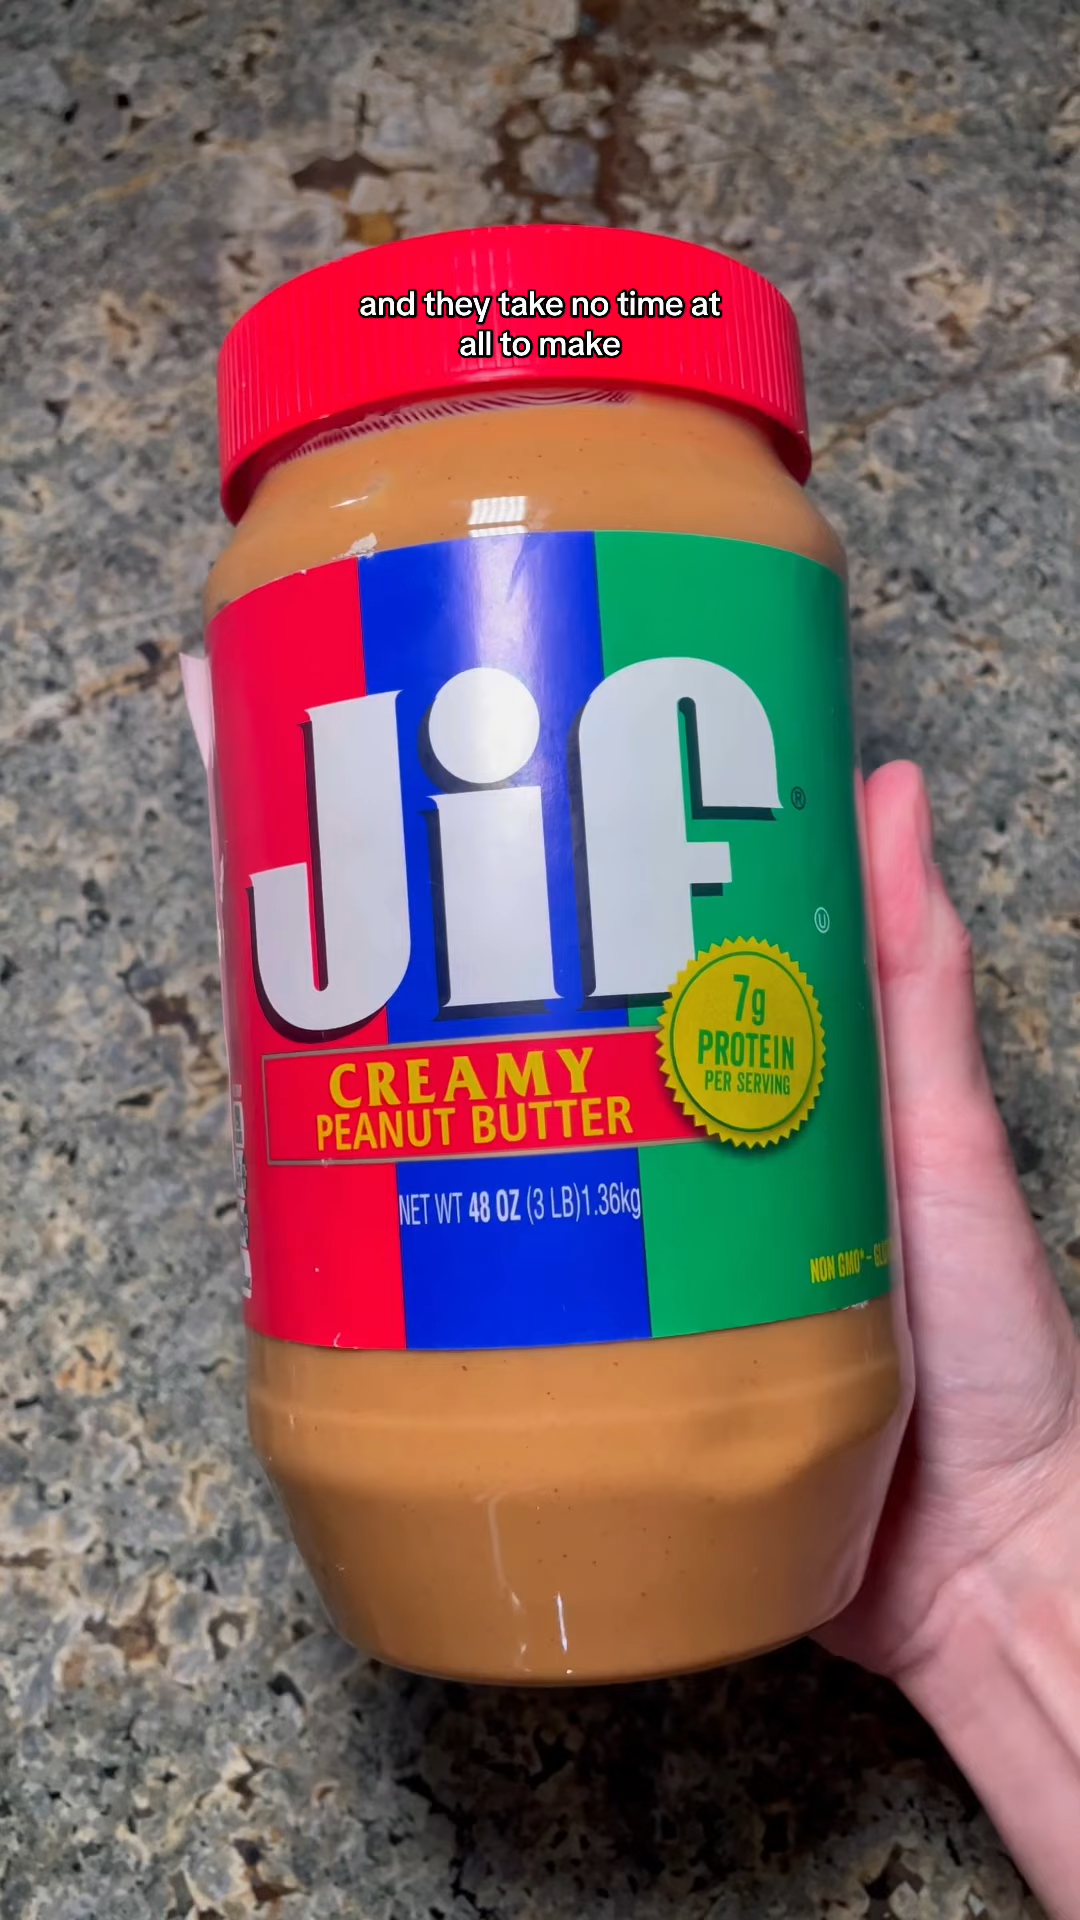 and they take no time at
all to make
Jif®
Ⓤ
7g
PROTEIN
PER SERVING
CREAMY
PEANUT BUTTER
NET WT 48 OZ (3 LB)1.36kg
NON GMO* –